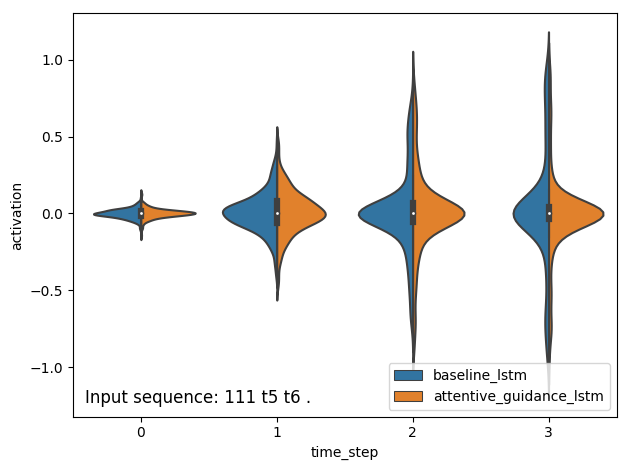 1.0
0.5
0.0
−0.5
−1.0
activation
Input sequence: 111 t5 t6 .
baseline_lstm
attentive_guidance_lstm
0 1 2 3
time_step